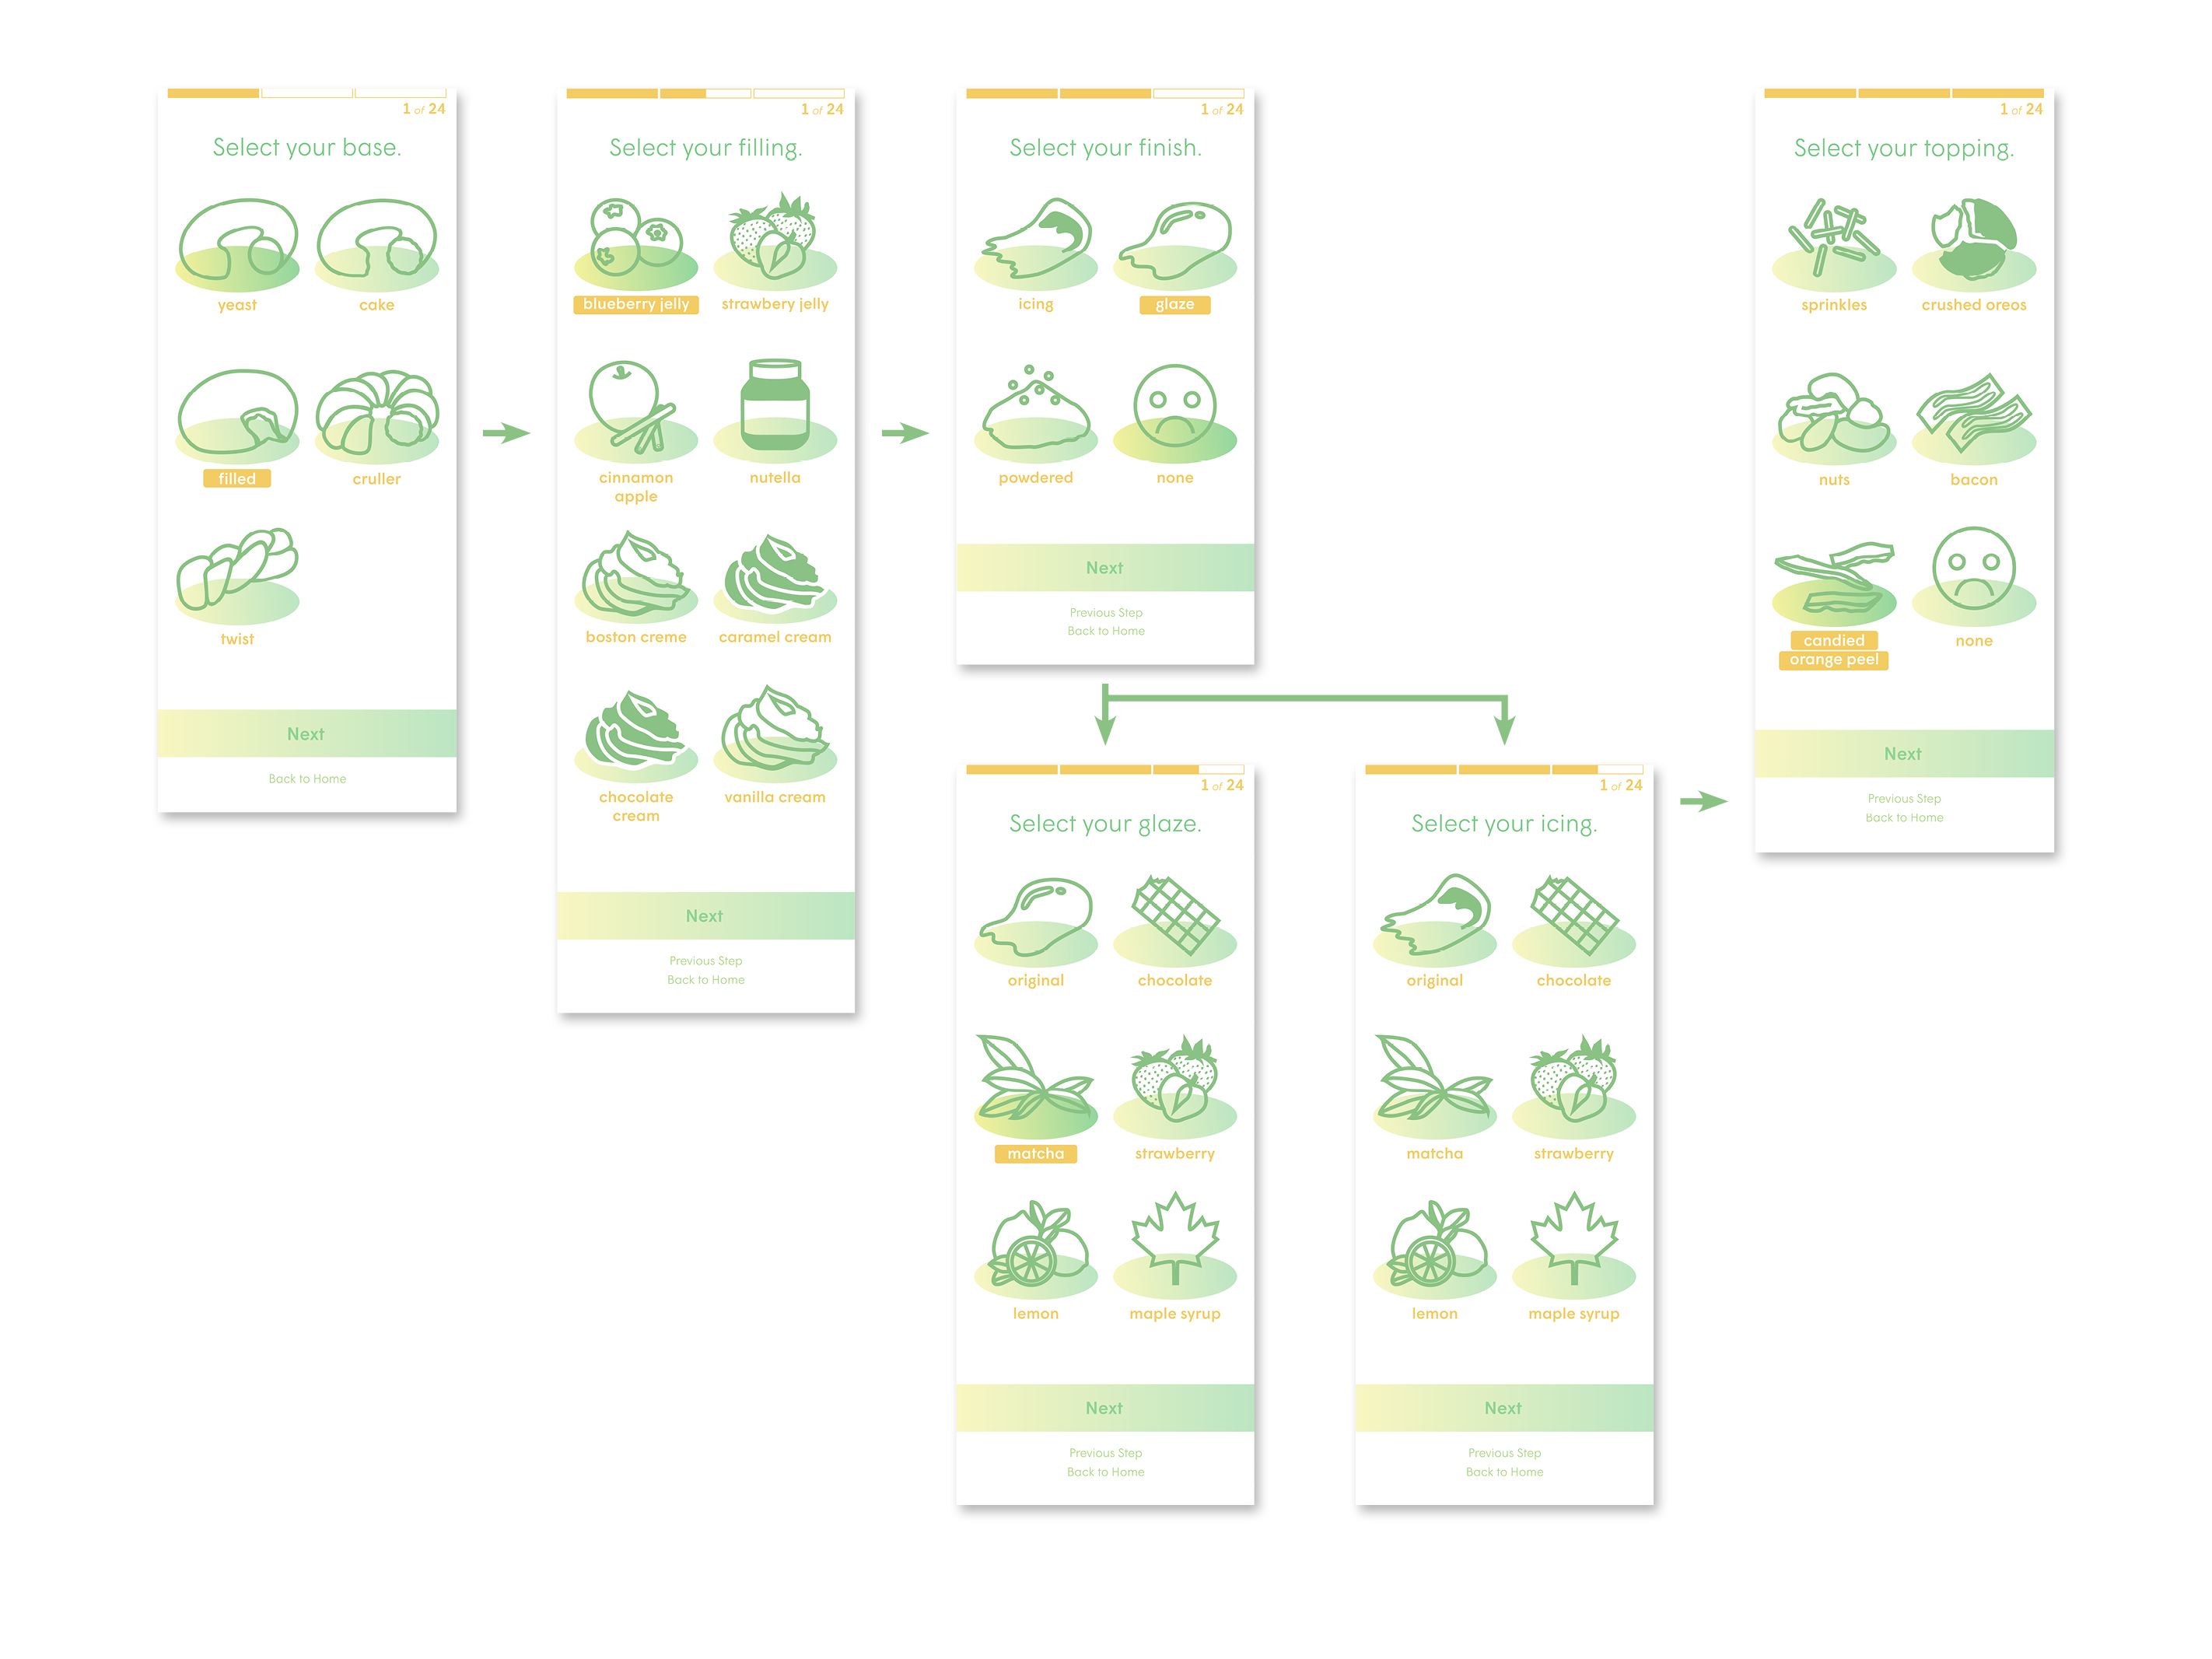 1 of 24
Select your base.
yeast
cake
filled
cruller
twist
Next
Back to Home
1 of 24
Select your filling.
blueberry jelly
strawbery jelly
cinnamon
apple
nutella
boston creme
caramel cream
chocolate
cream
vanilla cream
Next
Previous Step
Back to Home
1 of 24
Select your finish.
icing
glaze
powdered
none
Next
Previous Step
Back to Home
1 of 24
Select your glaze.
original
chocolate
matcha
strawberry
lemon
maple syrup
Next
Previous Step
Back to Home
1 of 24
Select your icing.
original
chocolate
matcha
strawberry
lemon
maple syrup
Next
Previous Step
Back to Home
1 of 24
Select your topping.
sprinkles
crushed oreos
nuts
bacon
candied
orange peel
none
Next
Previous Step
Back to Home